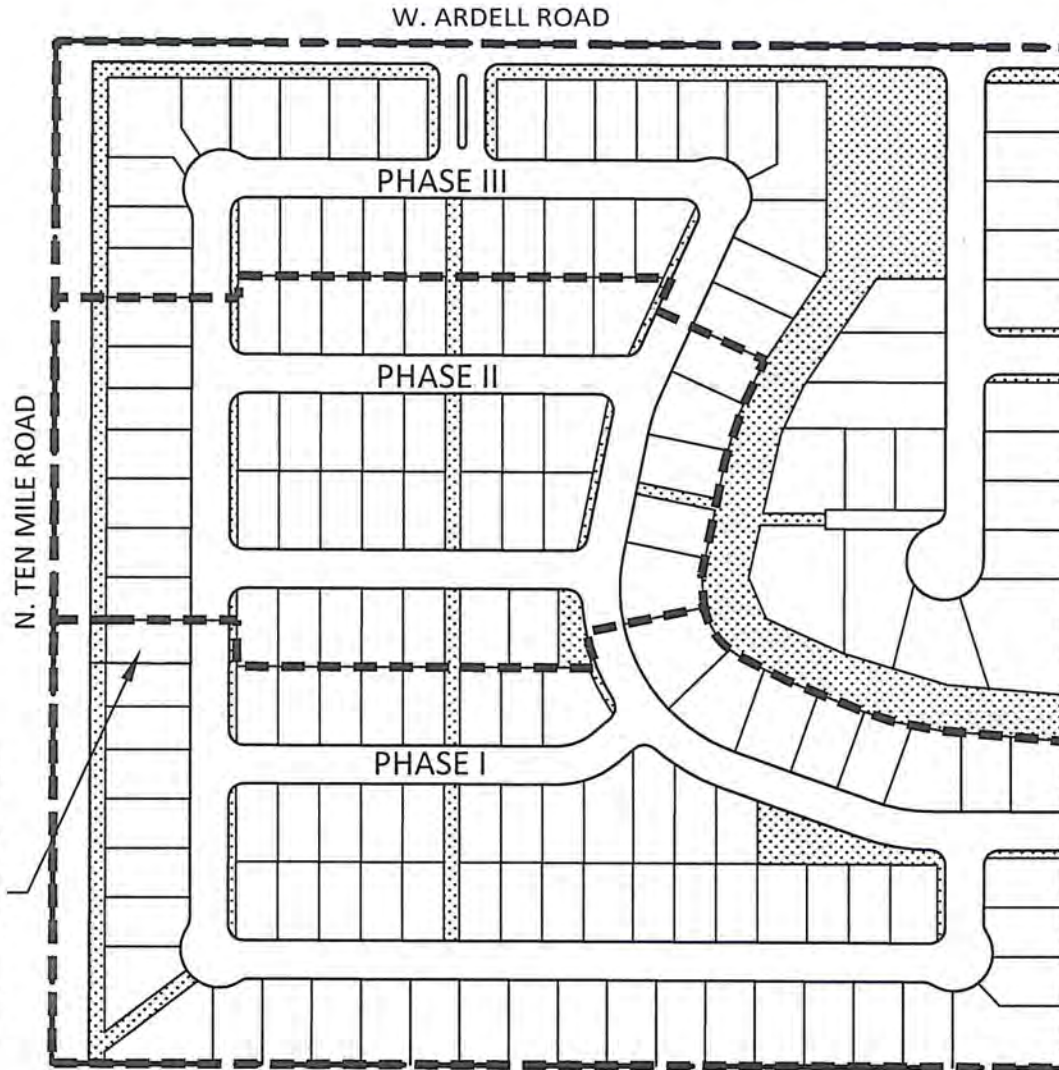 W. ARDELL ROAD
PHASE III
PHASE II
N. TEN MILE ROAD
PHASE I